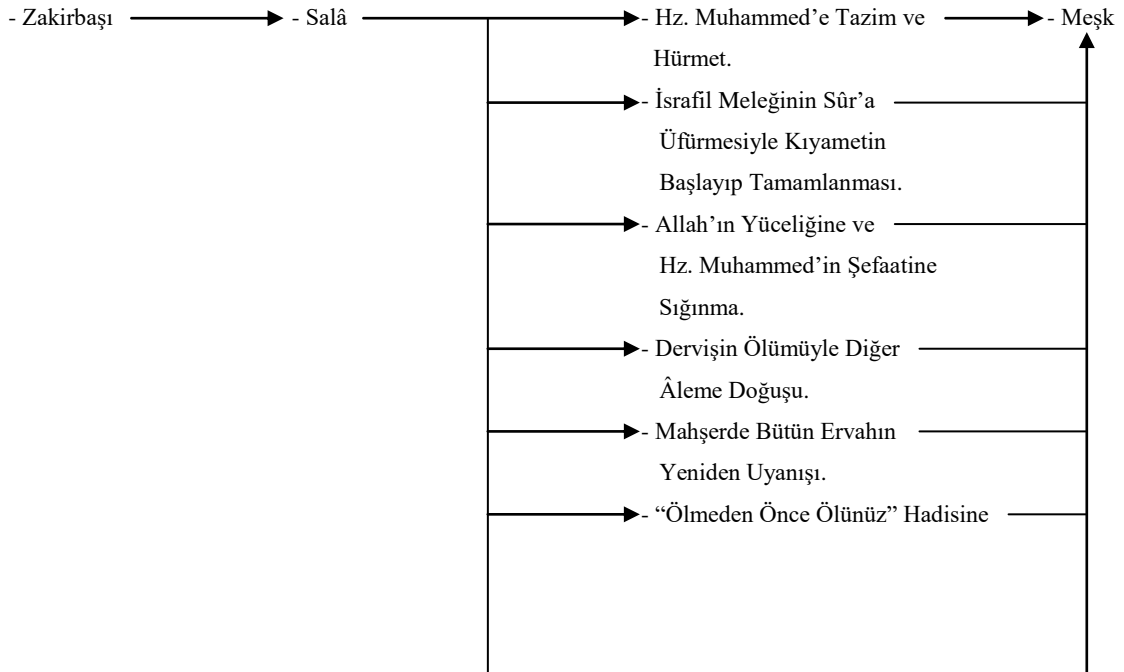 - Zakirbaşı - Salâ - Hz. Muhammed’e Tazim ve - Meşk
Hürmet.
- İsrafil Meleğinin Sûr’a
Üfürmesiyle Kıyametin
Başlayıp Tamamlanması.
- Allah’ın Yüceliğine ve
Hz. Muhammed’in Şefaatine
Sığınma.
- Dervişin Ölümüyle Diğer
Âleme Doğuşu.
- Mahşerde Bütün Ervahın
Yeniden Uyanışı.
- “Ölmeden Önce Ölünüz” Hadisine